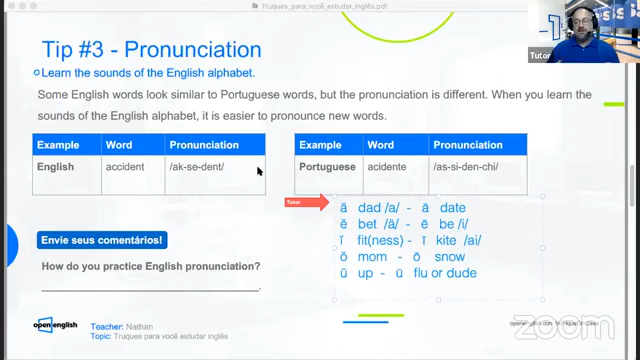 Truques_para_você_estudar_inglês.pdf
Tip #3 - Pronunciation
Learn the sounds of the English alphabet.
Some English words look similar to Portuguese words, but the pronunciation is different. When you learn the
sounds of the English alphabet, it is easier to pronounce new words.
Example Word Pronunciation
English accident /ak-se-dent/
Example Word Pronunciation
Portuguese acidente /as-si-den-chi/
Tutor
ă dad /a/ - ā date
ĕ bet /ä/ - ē be /i/
ĭ fit(ness) - ī kite /ai/
ŏ mom - ō snow
ŭ up - ū flu or dude
Envie seus comentários!
How do you practice English pronunciation?
openenglish
Teacher: Nathan
Topic: Truques para você estudar inglês
zoom